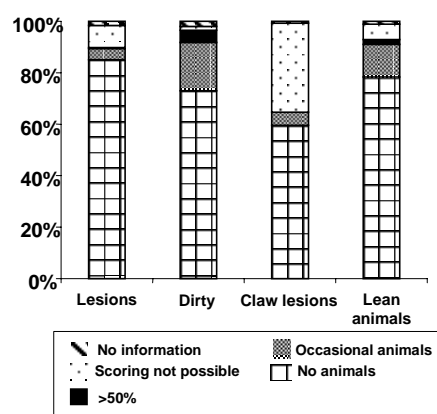 100%
80%
60%
40%
20%
0%
Lesions Dirty Claw lesions Lean
animals
No information Occasional animals
Scoring not possible No animals
>50%